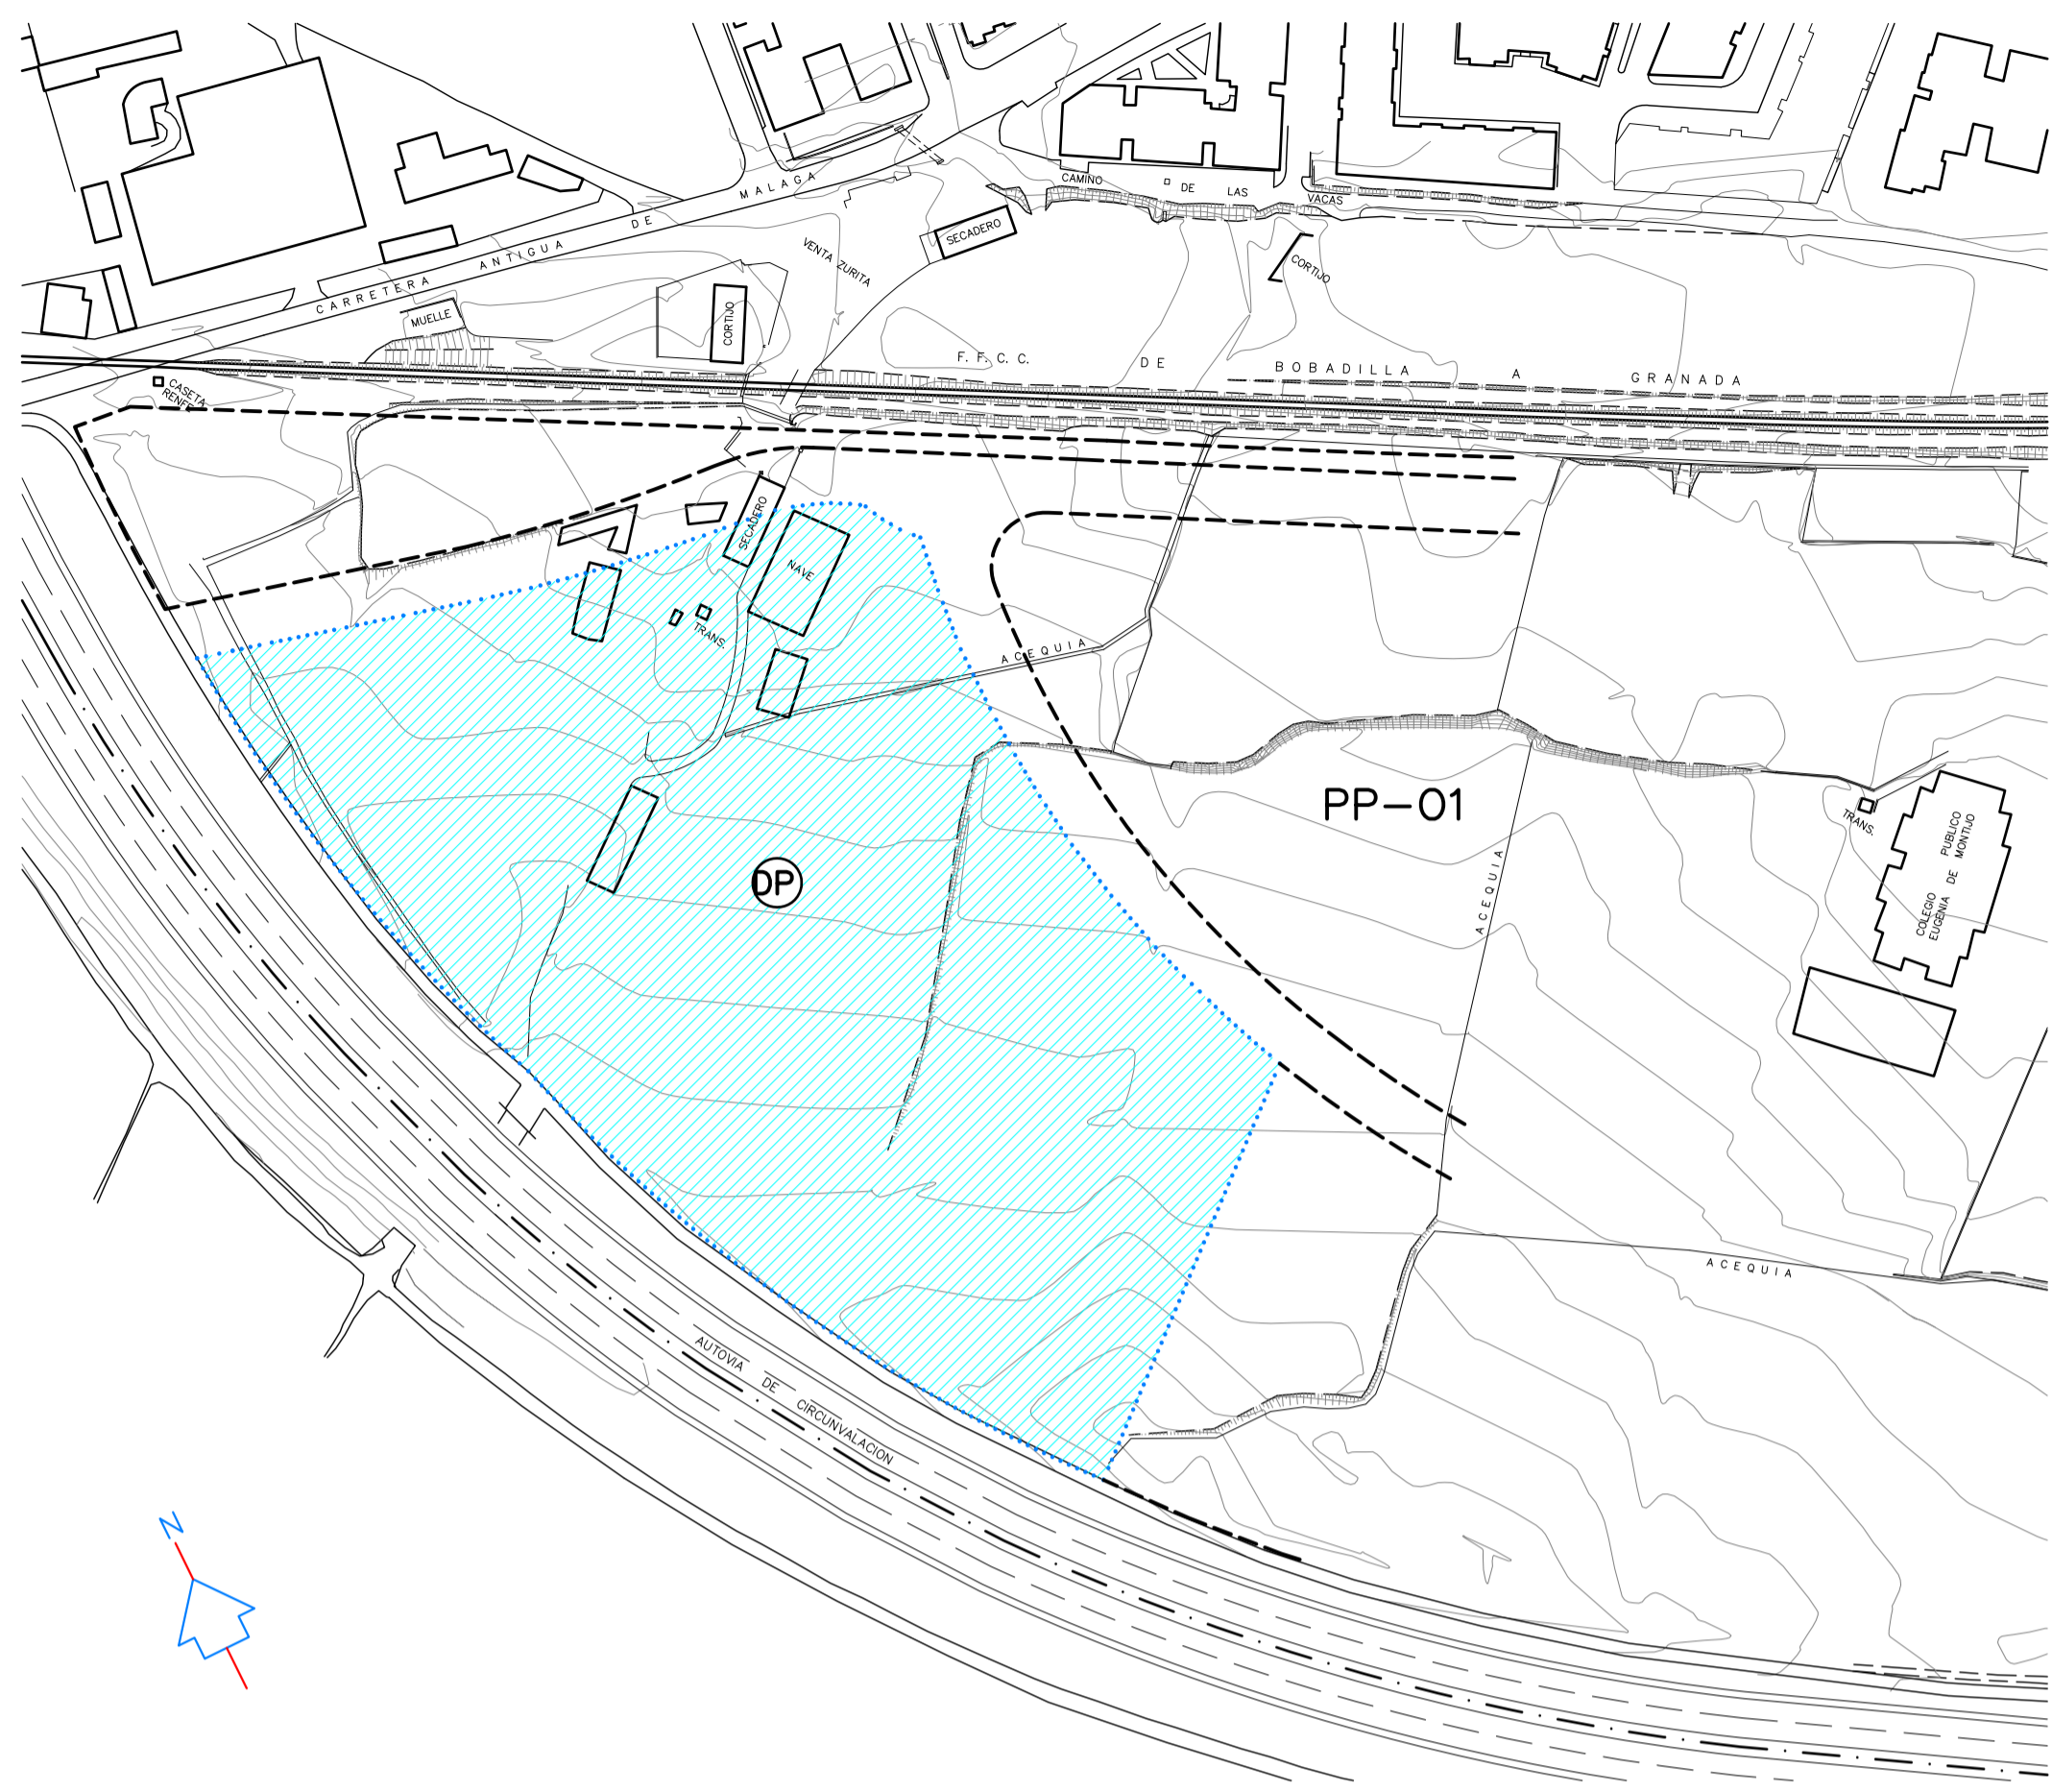 CAMINO DE LAS VACAS
CARRETERA ANTIGUA DE MALAGA
SECADERO
VENTA ZURITA
CORTIJO
MUELLE
CORTIJO
F. F. C. C. DE BOBADILLA A GRANADA
CASETA
RENFE
SECADERO
NAVE
TRANS.
ACEQUIA
PP-01
TRANS.
COLEGIO PUBLICO
EUGENIA DE MONTIJO
ACEQUIA
DP
ACEQUIA
AUTOVIA DE CIRCUNVALACION
N